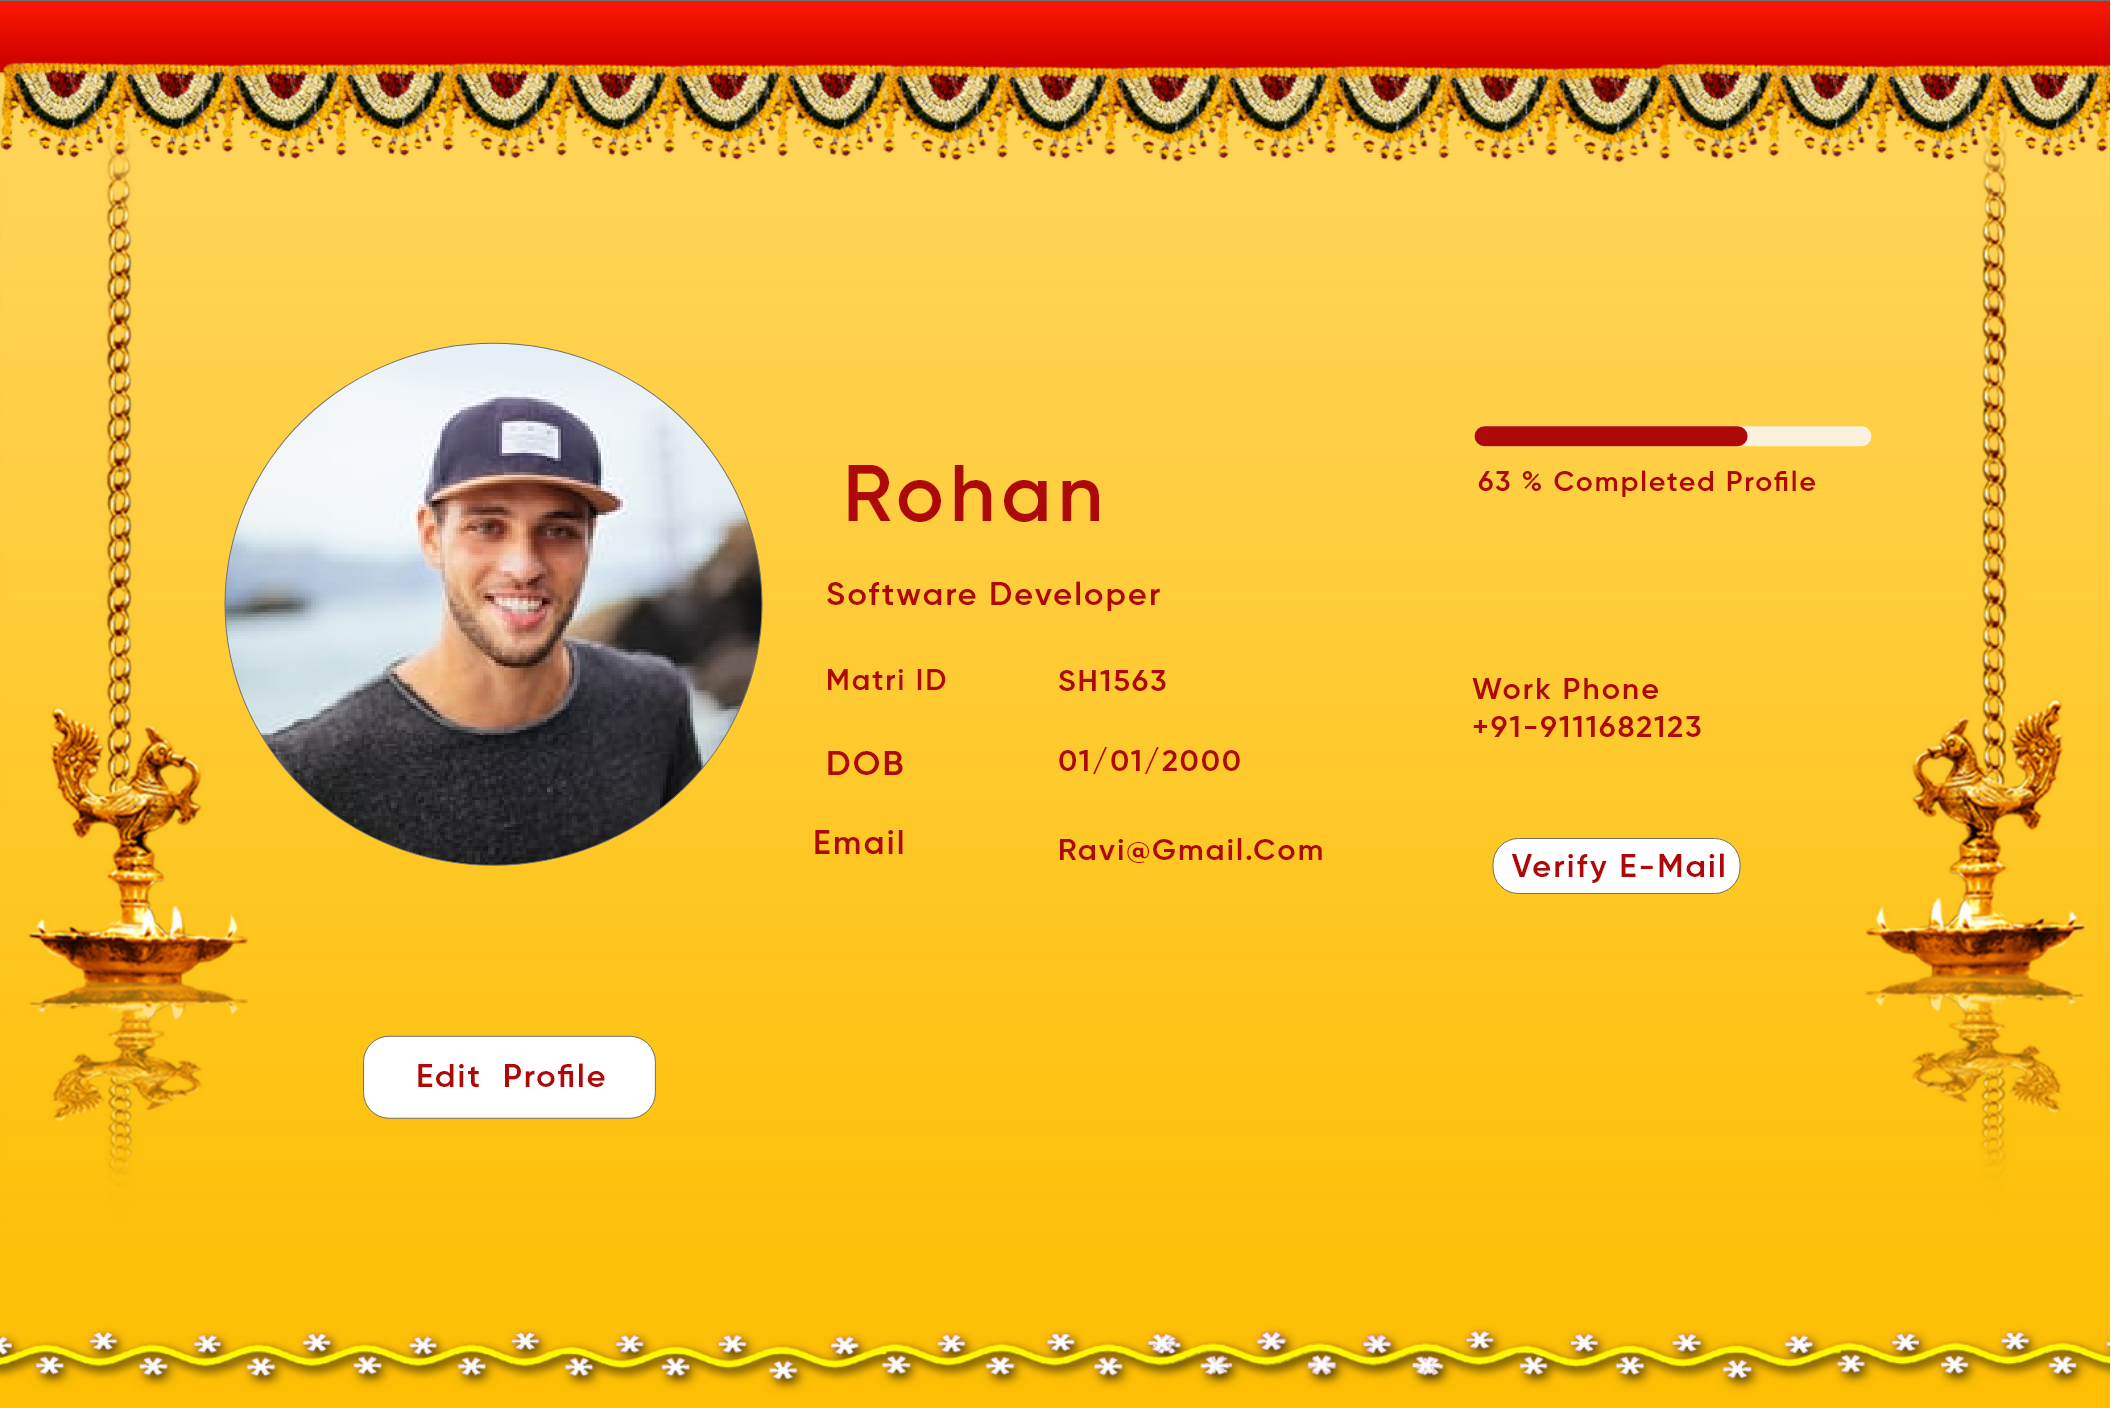 Rohan
Software Developer
Matri ID SH1563
DOB 01/01/2000
Email Ravi@Gmail.Com
63 % Completed Profile
Work Phone
+91-9111682123
Verify E-Mail
Edit Profile